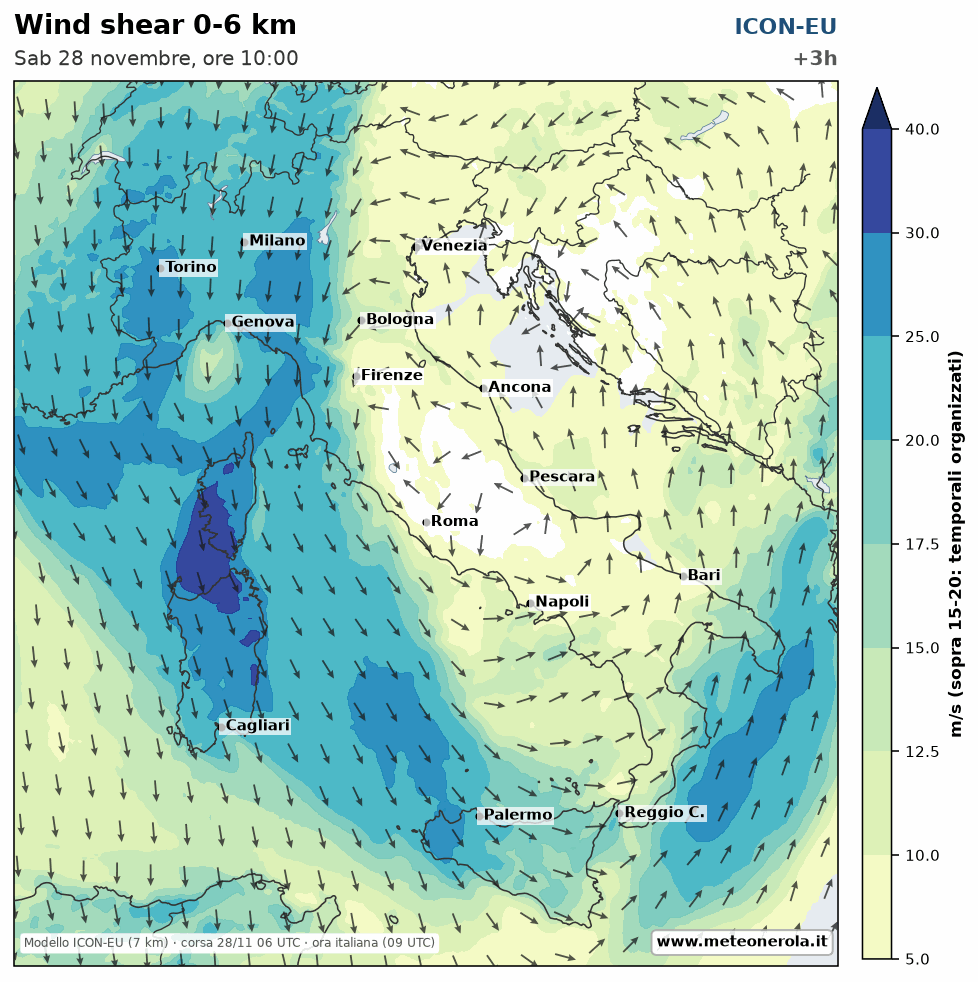 Wind shear 0-6 km
ICON-EU
Sab 28 novembre, ore 10:00
+3h
Milano
Venezia
Torino
Genova
Bologna
Firenze
Ancona
Pescara
Roma
Bari
Napoli
Cagliari
Palermo
Reggio C.
40.0
30.0
25.0
20.0
17.5
15.0
12.5
10.0
5.0
m/s (sopra 15-20: temporali organizzati)
Modello ICON-EU (7 km) · corsa 28/11 06 UTC · ora italiana (09 UTC)
www.meteonerola.it